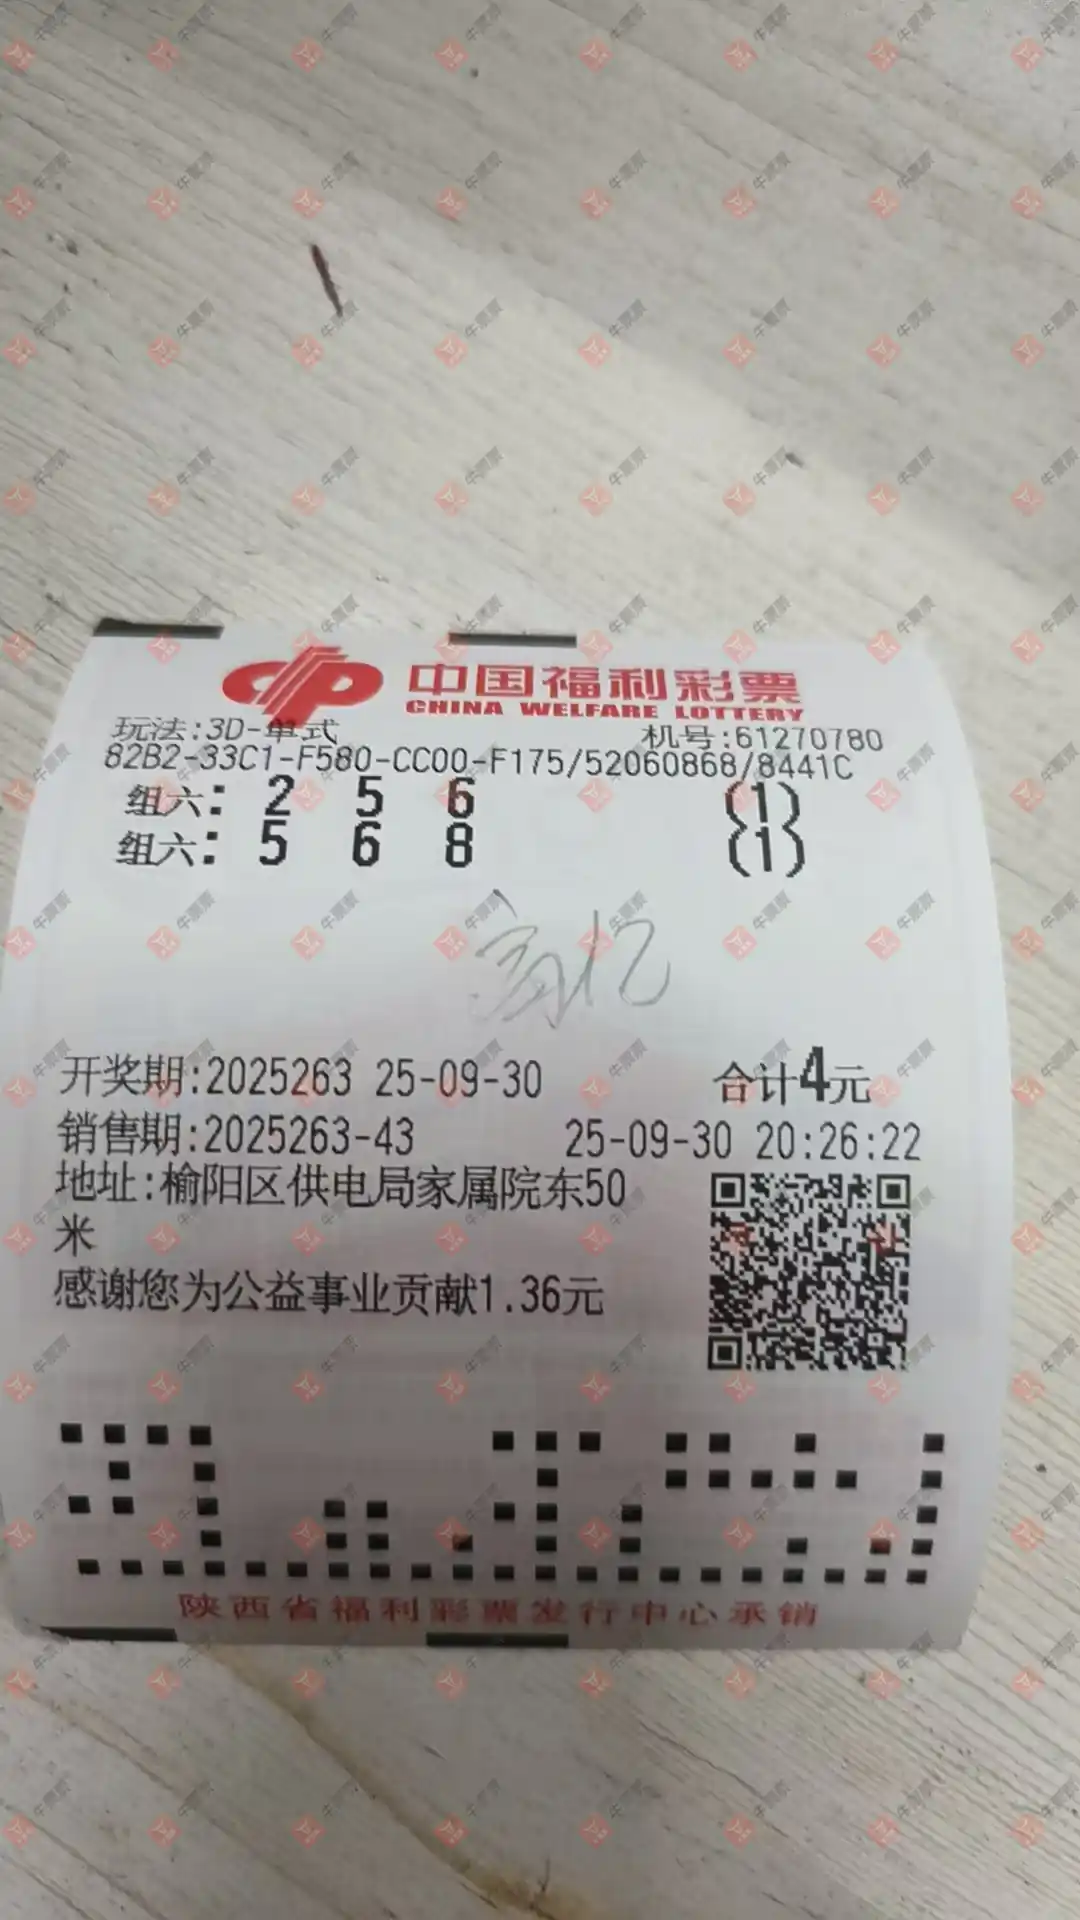 中国福利彩票
CHINA WELFARE LOTTERY
玩法:3D-单式 机号:61270780
82B2-33C1-F580-CC00-F175/52060868/8441C
组六: 2 5 6 (1)
组六: 5 6 8 (1)
开奖期:2025263 25-09-30 合计4元
销售期:2025263-43 25-09-30 20:26:22
地址:榆阳区供电局家属院东50
米
感谢您为公益事业贡献1.36元
陕西省福利彩票发行中心承销
牛票票